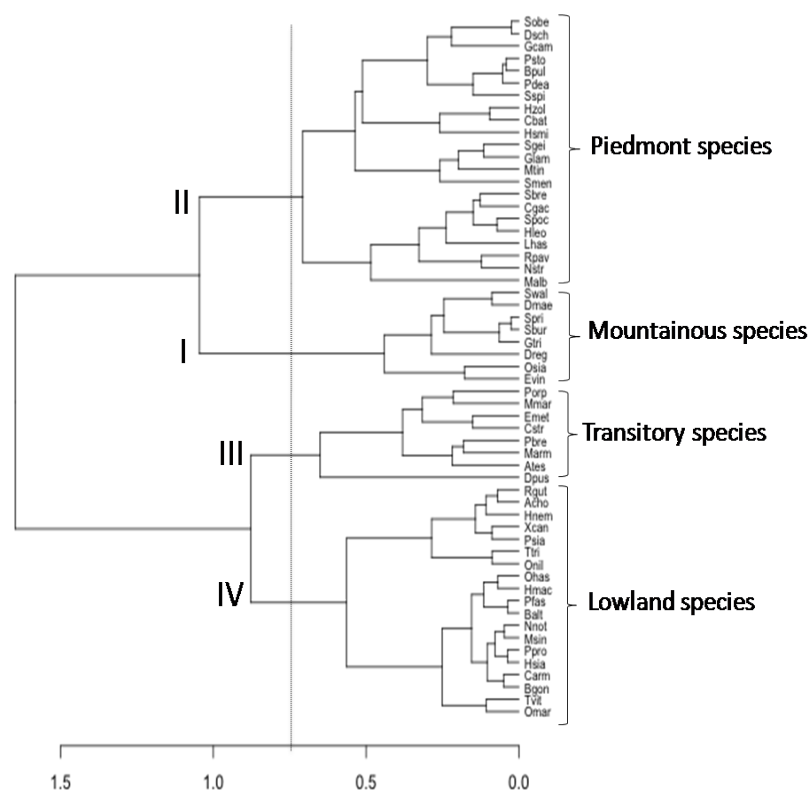 Sobe
Dsch
Gcam
Psto
Bpul
Pdea
Sspi
Hzol
Cbat
Hsmi
Sgei
Glam
Mtin
Smen
Piedmont species
Sbre
Cgac
Spoc
Hleo
Lhas
Rpav
Nstr
Malb
II
Swal
Dmae
Spri
Sbur
Gtri
Dreg
Osia
Evin
Mountainous species
I
Porp
Mmar
Emet
Cstr
Pbre
Marm
Ates
Dpus
Transitory species
III
Rgut
Acho
Hnem
Xcan
Psia
Ttri
Onil
Ohas
Hmac
Pfas
Balt
Nnot
Msin
Ppro
Hsia
Carm
Bgon
Tvit
Omar
Lowland species
IV
1.5 1.0 0.5 0.0